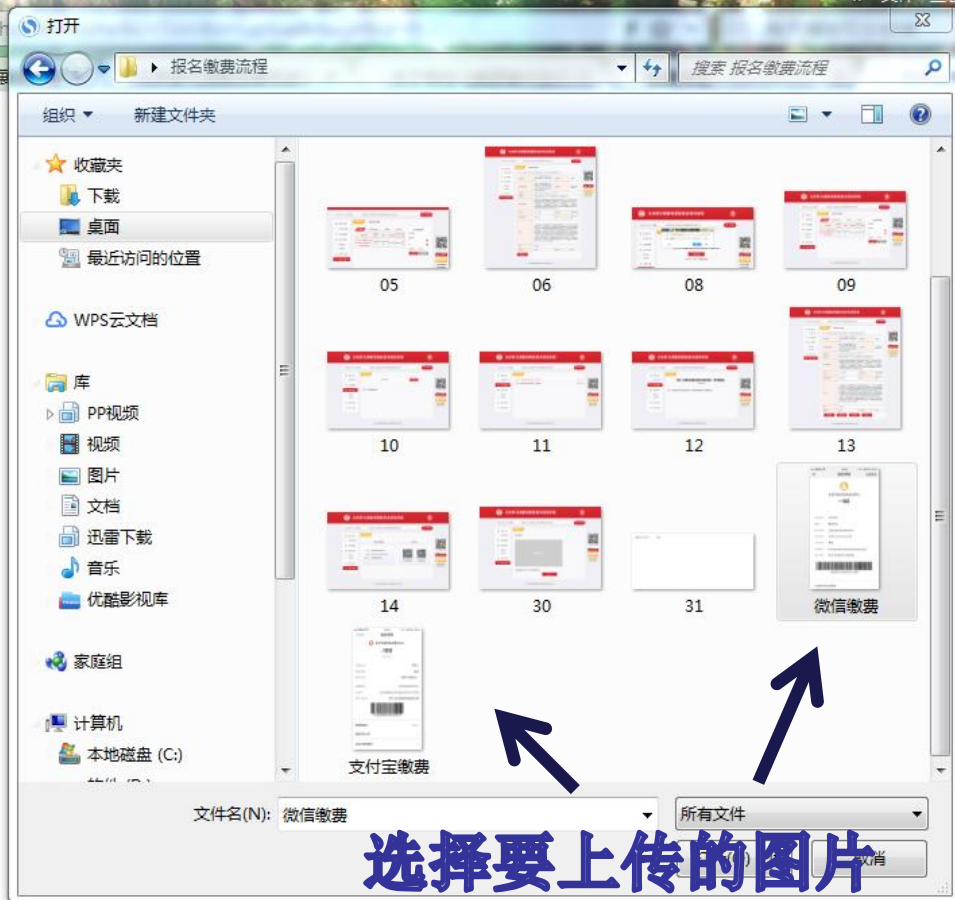 打开
报名缴费流程
搜索 报名缴费流程
组织
新建文件夹
收藏夹
下载
桌面
最近访问的位置
WPS云文档
库
PP视频
视频
图片
文档
迅雷下载
音乐
优酷影视库
家庭组
计算机
本地磁盘 (C:)
05
06
08
09
10
11
12
13
14
30
31
微信缴费
支付宝缴费
文件名(N):
微信缴费
所有文件
取消
选择要上传的图片